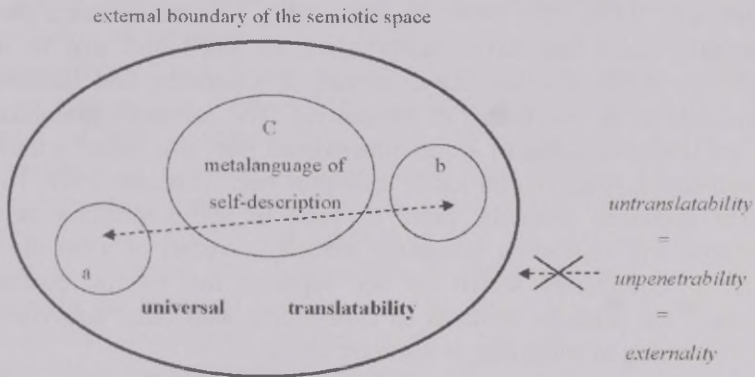 external boundary of the semiotic space
C
metalanguage of
self-description
b
a
universal translatability
untranslatability
=
unpenetrability
=
externality